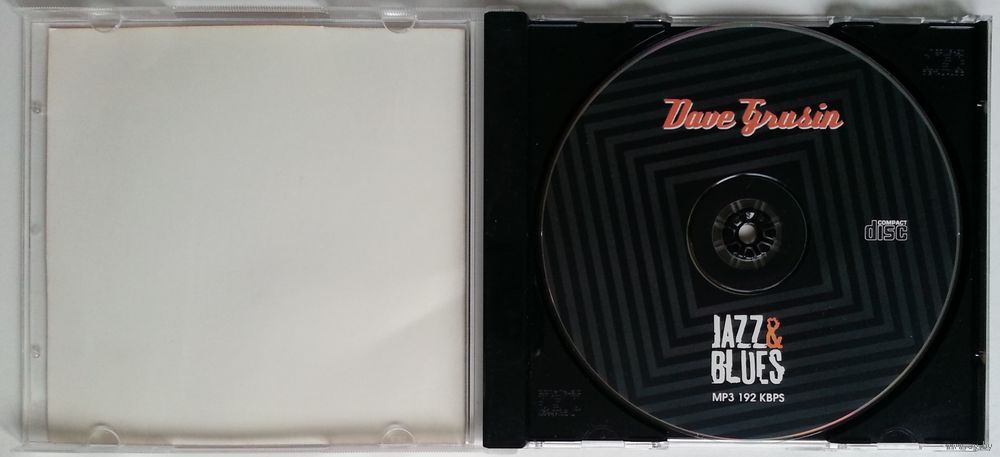 Dave Grusin
COMPACT
disc
JAZZ&
BLUES
MP3 192 KBPS